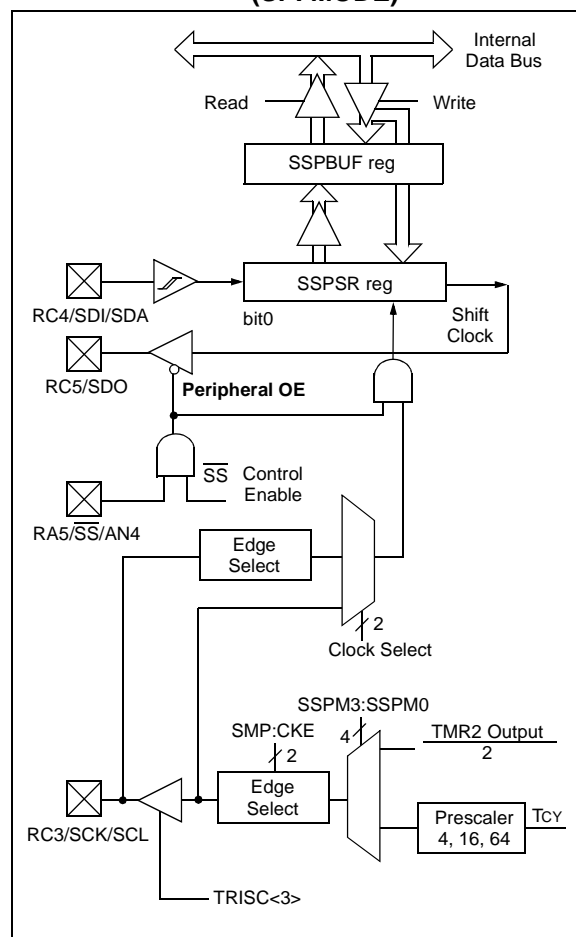 (SPI MODE)
Internal
Data Bus
Read
Write
SSPBUF reg
SSPSR reg
RC4/SDI/SDA
bit0
Shift
Clock
RC5/SDO
Peripheral OE
SS
Control
Enable
RA5/SS/AN4
Edge
Select
2
Clock Select
SSPM3:SSPM0
SMP:CKE
4
TMR2 Output
2
2
Edge
Select
Prescaler
4, 16, 64
TCY
RC3/SCK/SCL
TRISC<3>